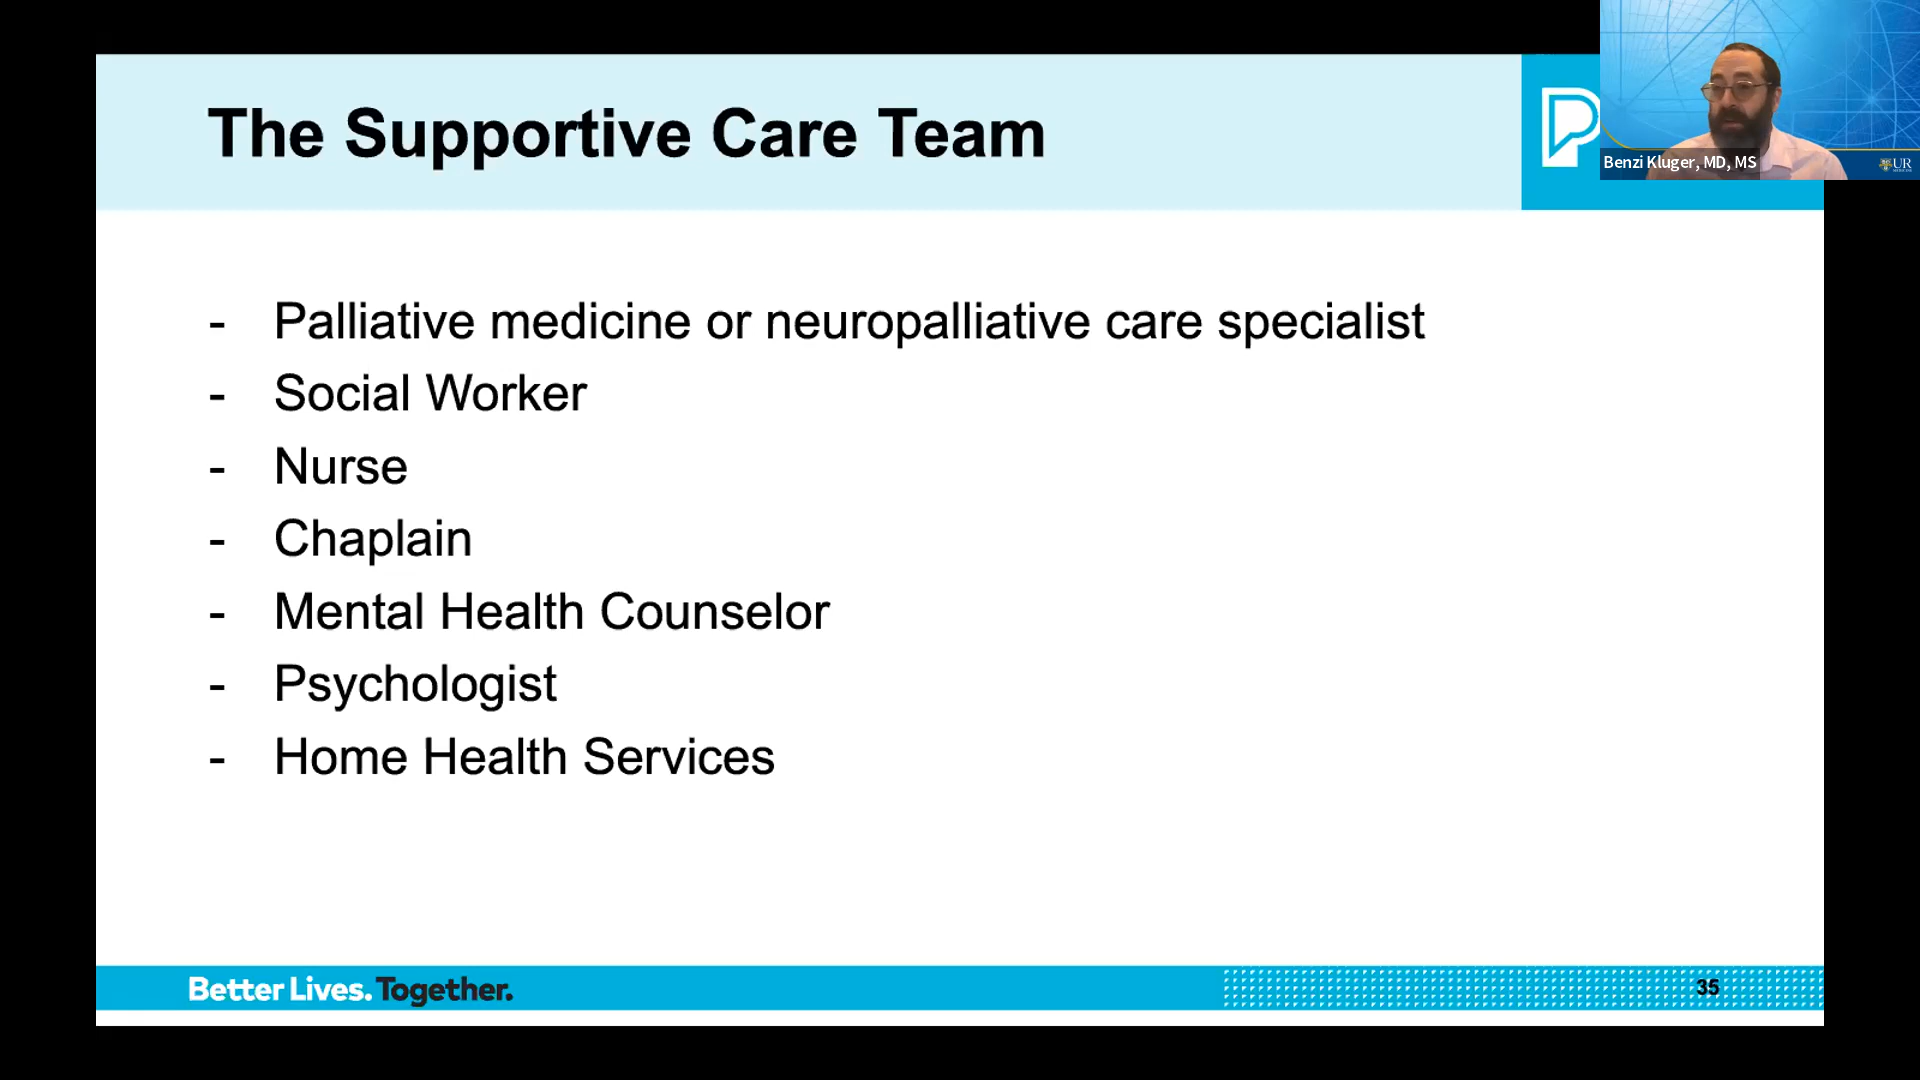 The Supportive Care Team
Benzi Kluger, MD, MS
UR
- Palliative medicine or neuropalliative care specialist
- Social Worker
- Nurse
- Chaplain
- Mental Health Counselor
- Psychologist
- Home Health Services
Better Lives. Together.
35